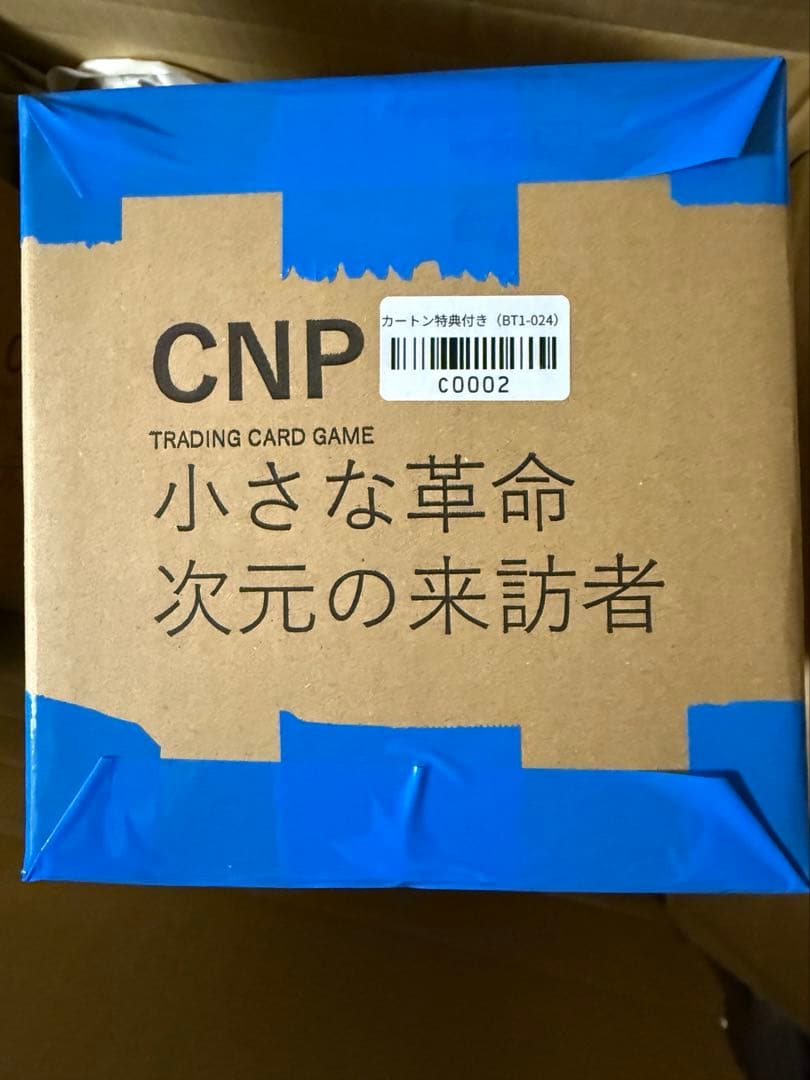 カートン特典付き（BT1-024）
CNP
C0002
TRADING CARD GAME
小さな革命
次元の来訪者